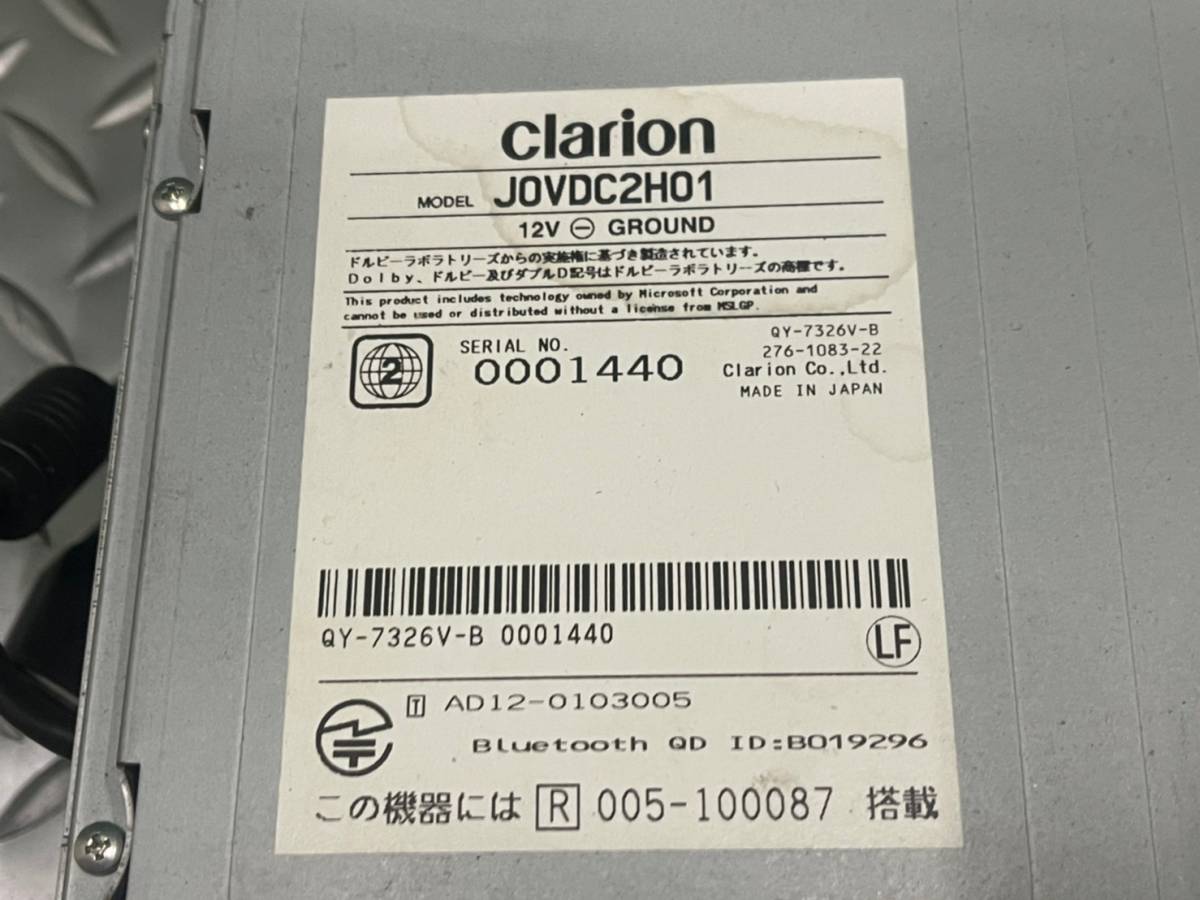 clarion
MODEL J0VDC2H01
12V ⊖ GROUND
ドルビーラボラトリーズからの実施権に基づき製造されています。
Dolby、ドルビー及びダブルD記号はドルビーラボラトリーズの商標です。
This product includes technology owned by Microsoft Corporation and
cannot be used or distributed without a license from MSLGP.
2
SERIAL NO.
0001440
QY-7326V-B
276-1083-22
Clarion Co.,Ltd.
MADE IN JAPAN
QY-7326V-B 0001440
LF
T AD12-0103005
Bluetooth QD ID:B019296
この機器には R 005-100087 搭載